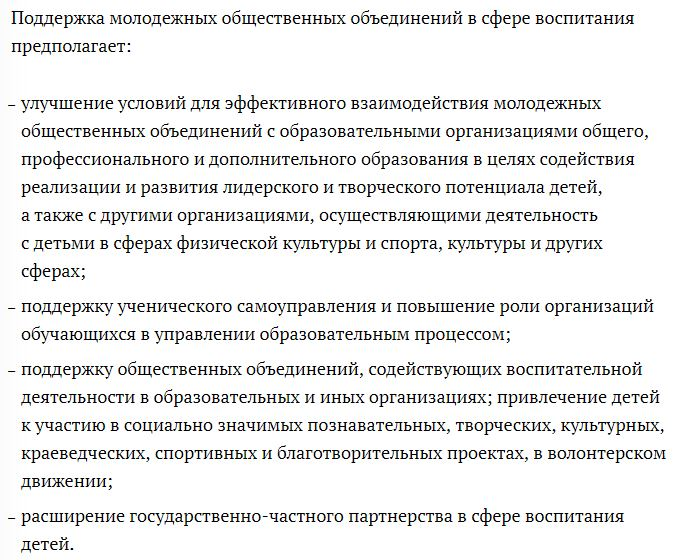 Поддержка молодежных общественных объединений в сфере воспитания
предполагает:
– улучшение условий для эффективного взаимодействия молодежных
общественных объединений с образовательными организациями общего,
профессионального и дополнительного образования в целях содействия
реализации и развития лидерского и творческого потенциала детей,
а также с другими организациями, осуществляющими деятельность
с детьми в сферах физической культуры и спорта, культуры и других
сферах;
– поддержку ученического самоуправления и повышение роли организаций
обучающихся в управлении образовательным процессом;
– поддержку общественных объединений, содействующих воспитательной
деятельности в образовательных и иных организациях; привлечение детей
к участию в социально значимых познавательных, творческих, культурных,
краеведческих, спортивных и благотворительных проектах, в волонтерском
движении;
– расширение государственно-частного партнерства в сфере воспитания
детей.